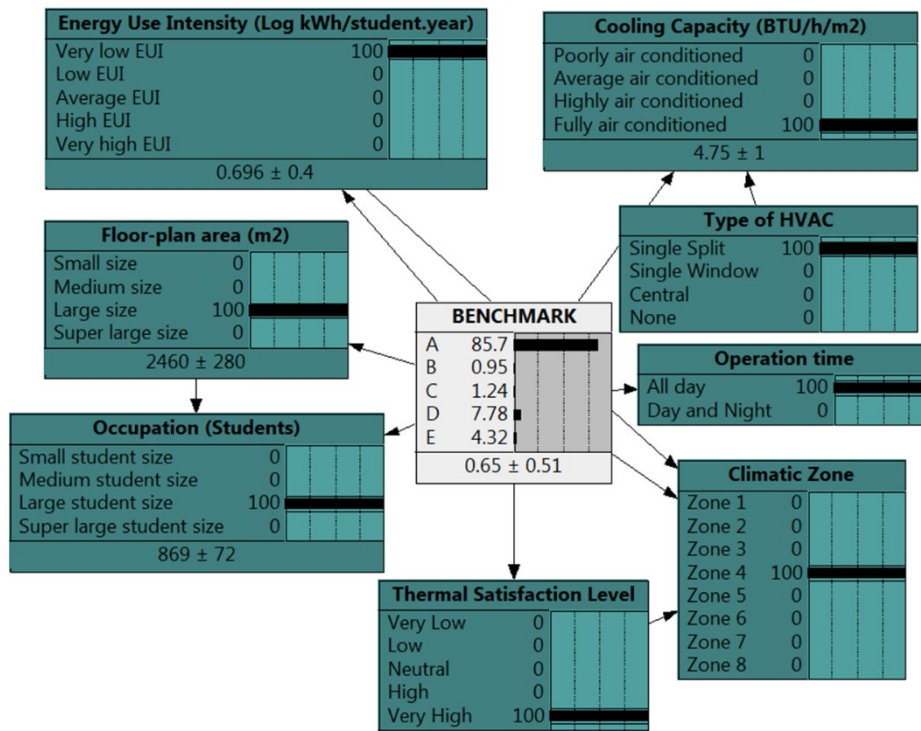 Energy Use Intensity (Log kWh/student.year)
Very low EUI 100
Low EUI 0
Average EUI 0
High EUI 0
Very high EUI 0
0.696 ± 0.4
Cooling Capacity (BTU/h/m2)
Poorly air conditioned 0
Average air conditioned 0
Highly air conditioned 0
Fully air conditioned 100
4.75 ± 1
Floor-plan area (m2)
Small size 0
Medium size 0
Large size 100
Super large size 0
2460 ± 280
Type of HVAC
Single Split 100
Single Window 0
Central 0
None 0
BENCHMARK
A 85.7
B 0.95
C 1.24
D 7.78
E 4.32
0.65 ± 0.51
Operation time
All day 100
Day and Night 0
Occupation (Students)
Small student size 0
Medium student size 0
Large student size 100
Super large student size 0
869 ± 72
Climatic Zone
Zone 1 0
Zone 2 0
Zone 3 0
Zone 4 100
Zone 5 0
Zone 6 0
Zone 7 0
Zone 8 0
Thermal Satisfaction Level
Very Low 0
Low 0
Neutral 0
High 0
Very High 100